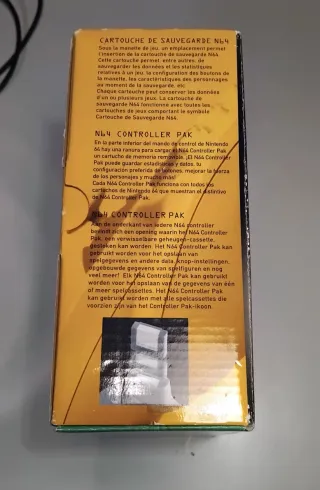 CARTOUCHE DE SAUVEGARDE N64
Sous la manette de jeu, un emplacement permet
l'insertion de la cartouche de sauvegarde N64.
Cette cartouche permet, entre autres, de
sauvegarder les données et les statistiques
relatives à un jeu, la configuration des boutons de
la manette, les caractéristiques des personnages
au moment de la sauvegarde, etc.
Chaque cartouche peut conserver les données
d'un ou plusieurs jeux. La cartouche de
sauvegarde N64 fonctionne avec toutes les
cartouches de jeux comportant le symbole
Cartouche de Sauvegarde N64.
N64 CONTROLLER PAK
En la parte inferior del mando de control de Nintendo
64 hay una ranura para cargar el N64 Controller Pak
un cartucho de memoria removible. ¡El N64 Controller
Pak puede guardar estadísticas y datos, tu
configuración preferida de botones, mejorar la fuerza
de los personajes y mucho más!
Cada N64 Controller Pak funciona con todos los
cartuchos de Nintendo 64 que muestran el distintivo
de N64 Controller Pak.
N64 CONTROLLER PAK
Aan de onderkant van iedere N64 controller
bevindt zich een opening waarin het N64 Controller
Pak, een verwisselbare geheugen-cassette,
gestoken kan worden. Het N64 Controller Pak kan
gebruikt worden voor het opslaan van
spelgegevens en andere data, knop-instellingen,
opgebouwde gegevens van spelfiguren en nog
veel meer! Elk N64 Controller Pak kan gebruikt
worden voor het opslaan van de gegevens van één
of meer spelcassettes. Het N64 Controller Pak
kan gebruikt worden met alle spelcassettes die
voorzien zijn van het Controller Pak-ikoon.